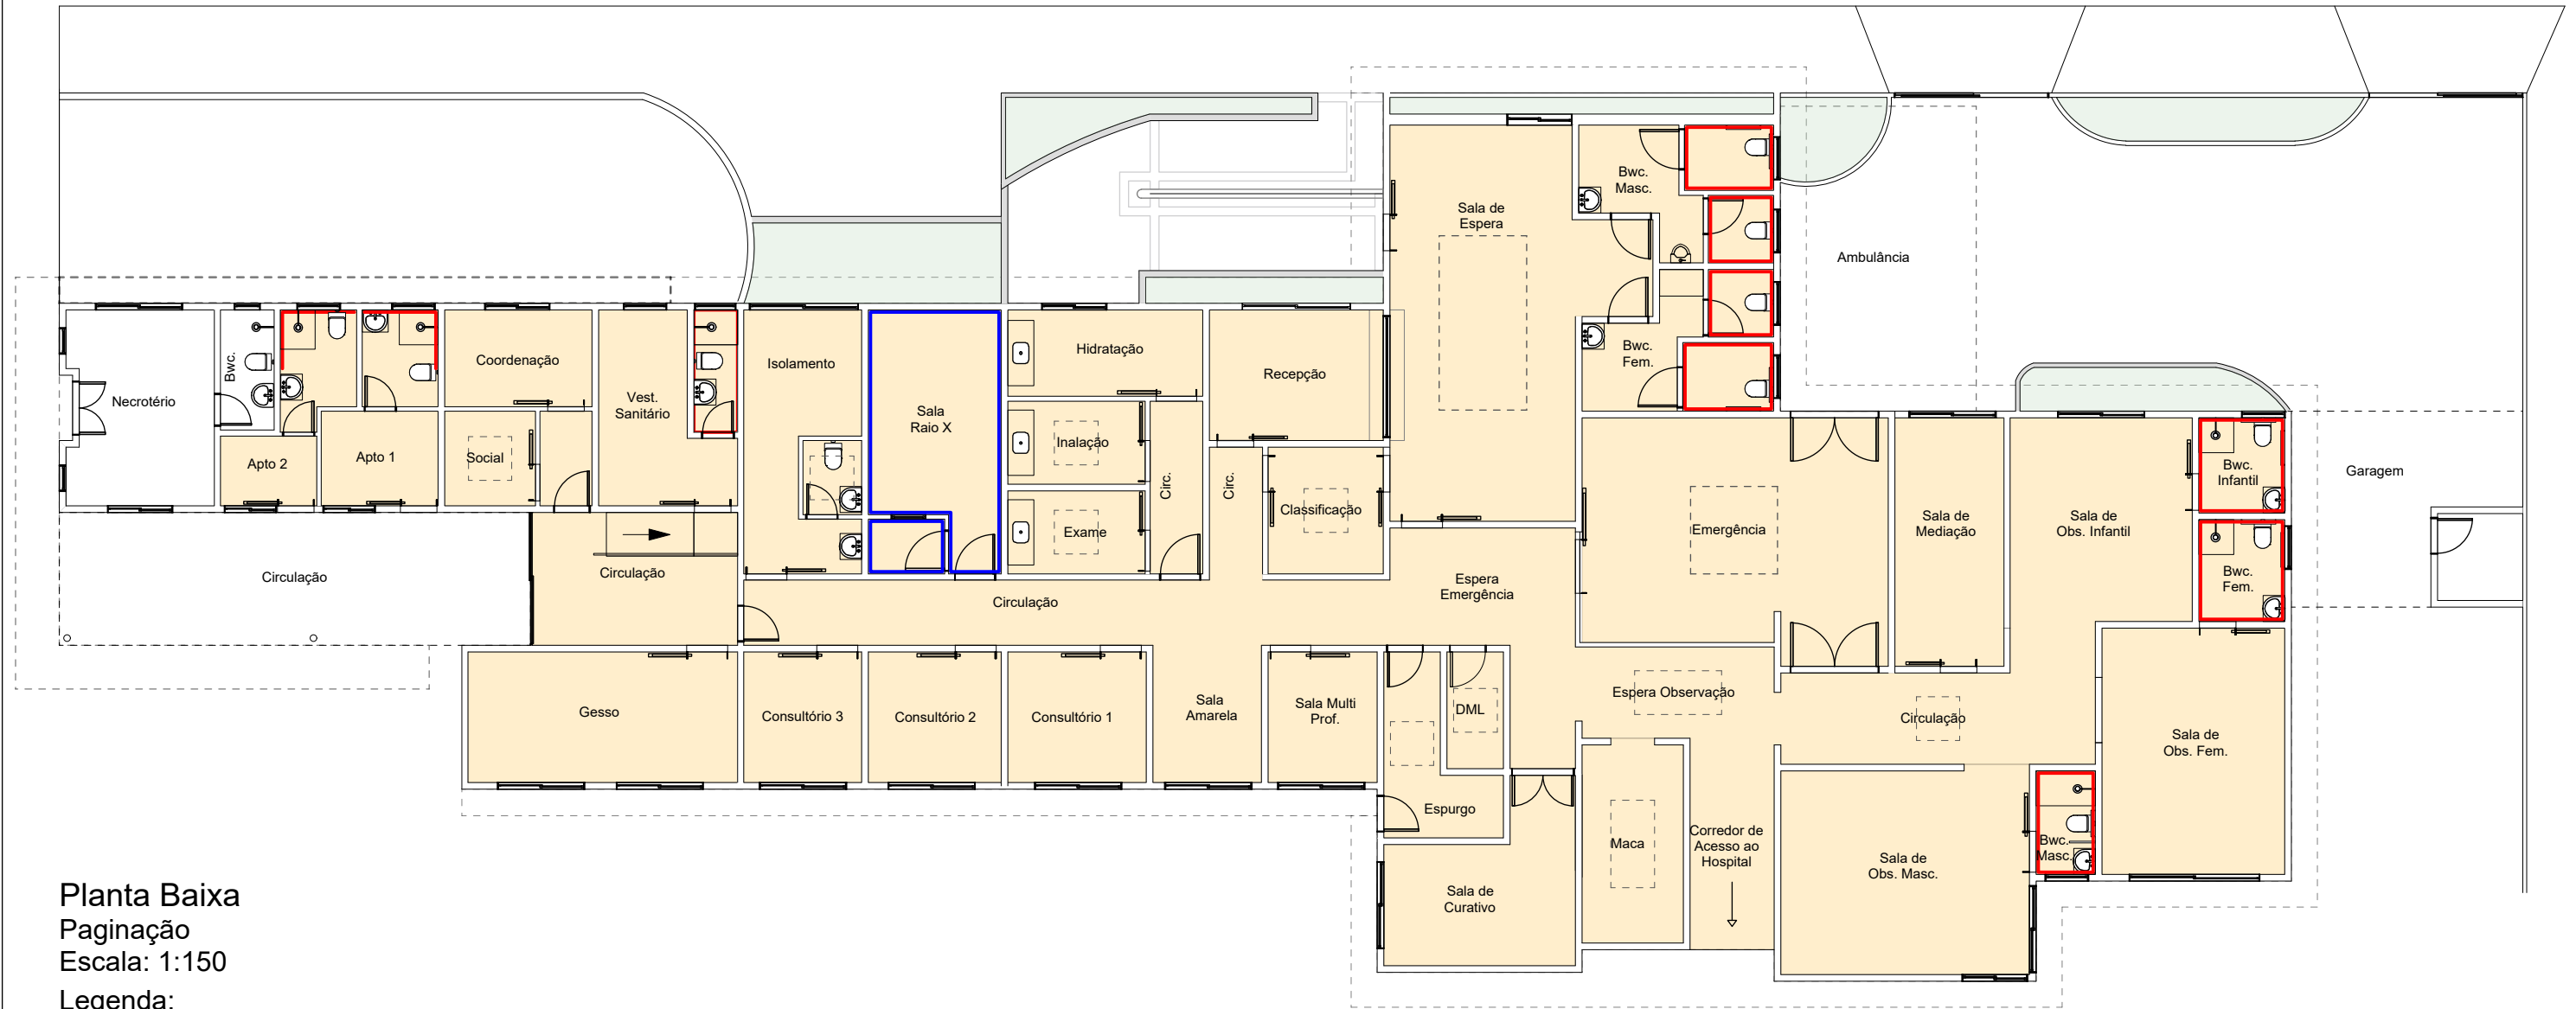 Bwc.
Masc.
Sala de
Espera
Ambulância
Bwc.
Fem.
Hidratação
Recepção
Isolamento
Coordenação
Bwc.
Necrotério
Vest.
Sanitário
Sala
Raio X
Inalação
Apto 2
Apto 1
Social
Circ.
Circ.
Classificação
Exame
Emergência
Sala de
Mediação
Sala de
Obs. Infantil
Bwc.
Infantil
Garagem
Bwc.
Fem.
Circulação
Circulação
Circulação
Espera
Emergência
Espera Observação
Circulação
Gesso
Consultório 3
Consultório 2
Consultório 1
Sala
Amarela
Sala Multi
Prof.
DML
Sala de
Obs. Fem.
Espurgo
Maca
Corredor de
Acesso ao
Hospital
Sala de
Obs. Masc.
Bwc.
Masc.
Sala de
Curativo
Planta Baixa
Paginação
Escala: 1:150
Legenda: